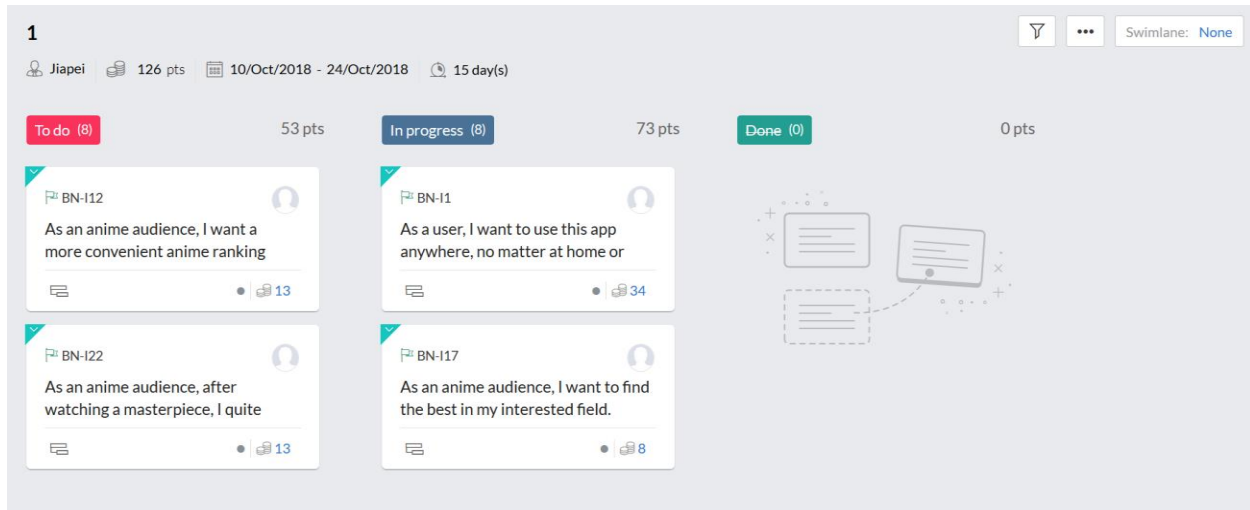 1
Swimlane: None
Jiapei 126 pts 10/Oct/2018 - 24/Oct/2018 15 day(s)
To do (8) 53 pts
In progress (8) 73 pts
Done (0) 0 pts
BN-I12
As an anime audience, I want a
more convenient anime ranking
13
BN-I1
As a user, I want to use this app
anywhere, no matter at home or
34
BN-I22
As an anime audience, after
watching a masterpiece, I quite
13
BN-I17
As an anime audience, I want to find
the best in my interested field.
8